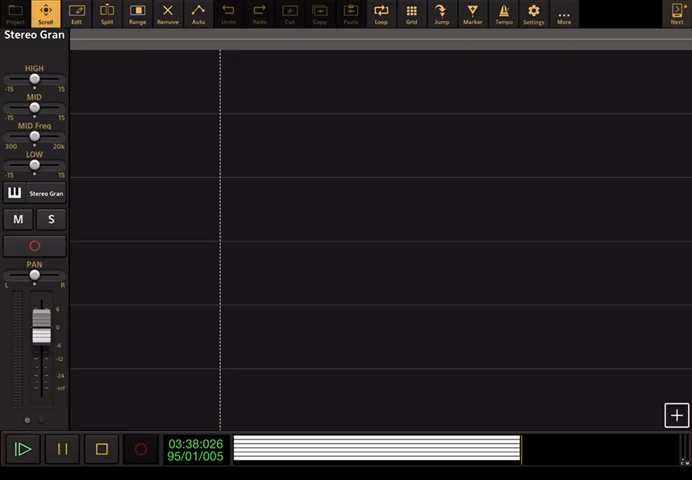 Project Scroll Edit Split Range Remove Auto Undo Redo Cut Copy Paste Loop Grid Jump Marker Tempo Settings More Next
Stereo Gran
HIGH
-15 15
MID
-15 15
MID Freq
300 20k
LOW
-15 15
Stereo Gran
M S
PAN
L R
6
0
-6
-12
-24
-inf
03:38:026
95/01/005
C M